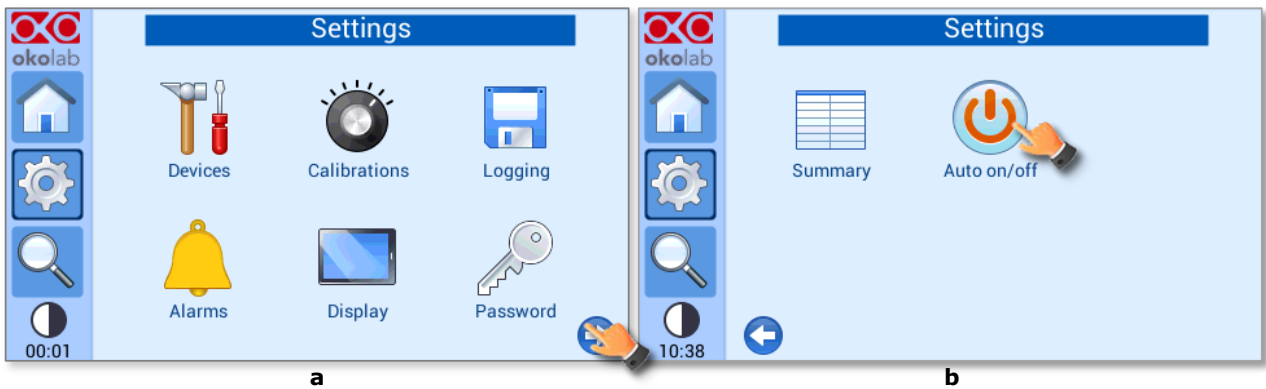 Settings
okolab
Devices
Calibrations
Logging
Alarms
Display
Password
00:01
a
Settings
okolab
Summary
Auto on/off
10:38
b